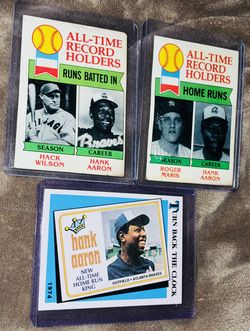 ALL-TIME
RECORD
HOLDERS
RUNS BATTED IN
Braves
SEASON
CAREER
HACK
WILSON
HANK
AARON
ALL-TIME
RECORD
HOLDERS
HOME RUNS
SEASON
CAREER
ROGER
MARIS
HANK
AARON
hank
aaron
NEW
ALL-TIME
HOME RUN
KING
OUTFIELD • ATLANTA BRAVES
TURN BACK THE CLOCK
1974